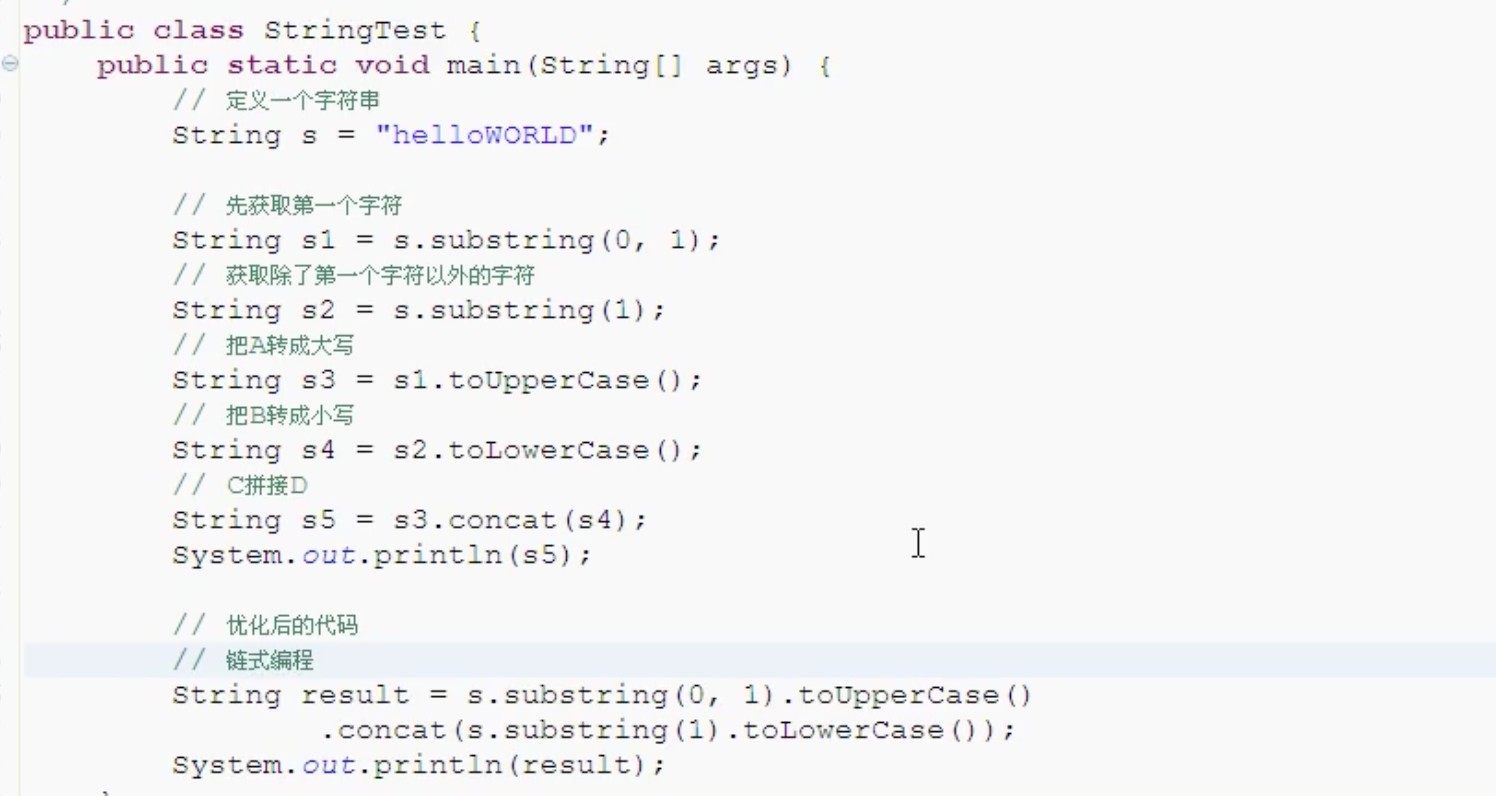 public class StringTest {
public static void main(String[] args) {
// 定义一个字符串
String s = "helloWORLD";
// 先获取第一个字符
String s1 = s.substring(0, 1);
// 获取除了第一个字符以外的字符
String s2 = s.substring(1);
// 把A转成大写
String s3 = s1.toUpperCase();
// 把B转成小写
String s4 = s2.toLowerCase();
// C拼接D
String s5 = s3.concat(s4);
System.out.println(s5);
// 优化后的代码
// 链式编程
String result = s.substring(0, 1).toUpperCase()
.concat(s.substring(1).toLowerCase());
System.out.println(result);